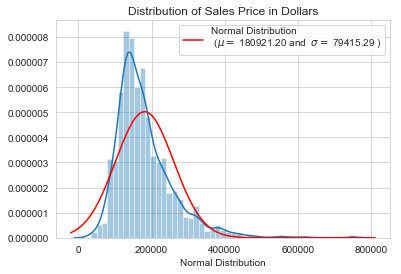 Distribution of Sales Price in Dollars
Normal Distribution
( μ = 180921.20 and σ = 79415.29 )
0.000008
0.000007
0.000006
0.000005
0.000004
0.000003
0.000002
0.000001
0.000000
0 200000 400000 600000 800000
Normal Distribution